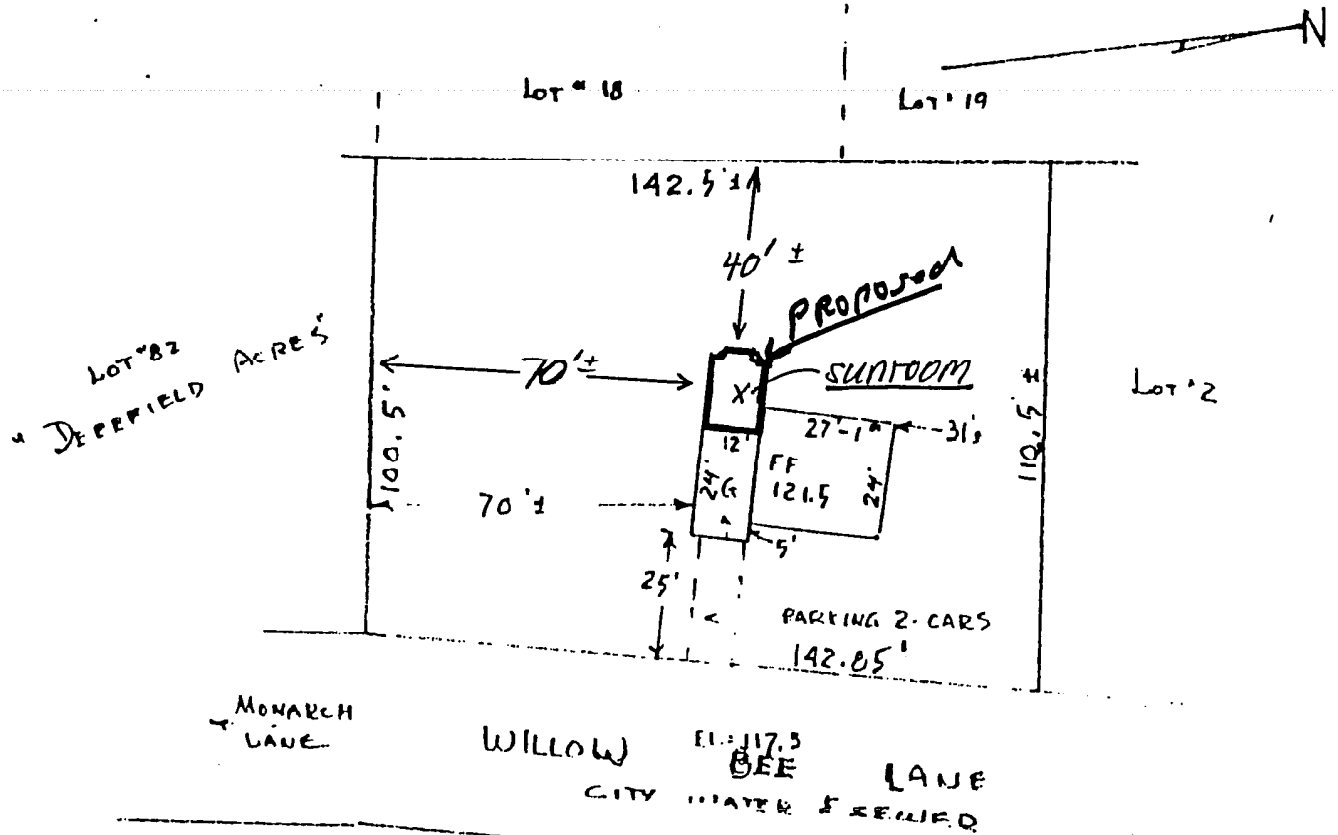 N
Lot # 18
Lot # 19
142.5'±
40' ±
PROPOSED
70'±
SUNROOM
X
LOT #82
" DEERFIELD ACRES
100.5'
110.5' ±
Lot #2
12'
27'-1"
31'±
24'
G
FF
121.5
24'
70'±
5'
25'
PARKING 2 CARS
142.85'
MONARCH
LANE
EL.=117.5
WILLOW BEE LANE
CITY WATER & SEWER